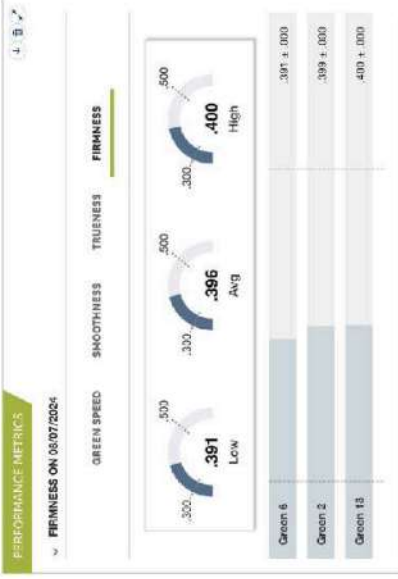 PERFORMANCE METRICS
FIRMNESS ON 08/07/2024
GREEN SPEED SMOOTHNESS TRUENESS FIRMNESS
.300 .500 .300 .500 .300 .500
.391 .396 .400
Low Avg High
Green 6 .391 ± .000
Green 2 .399 ± .000
Green 13 .400 ± .000